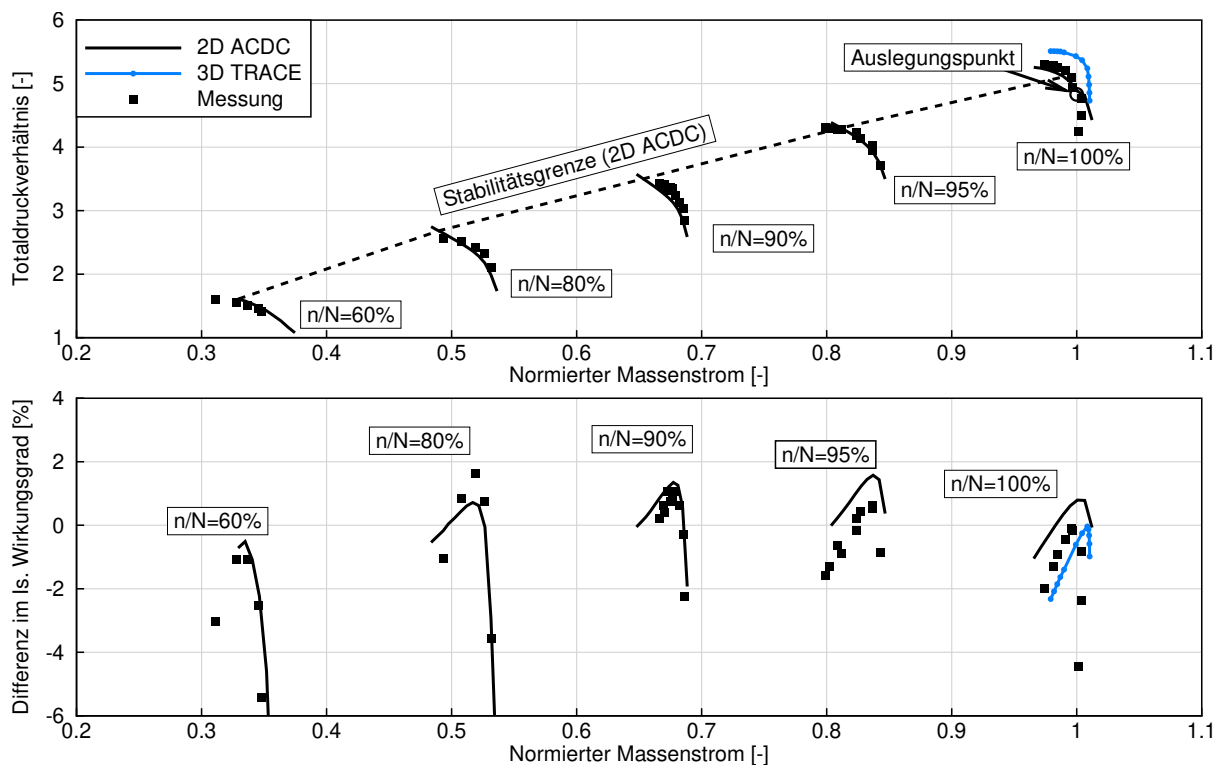 6
5
4
3
2
1
Totaldruckverhältnis [-]
2D ACDC
3D TRACE
Messung
Auslegungspunkt
Stabilitätsgrenze (2D ACDC)
n/N=100%
n/N=95%
n/N=90%
n/N=80%
n/N=60%
0.2 0.3 0.4 0.5 0.6 0.7 0.8 0.9 1 1.1
Normierter Massenstrom [-]
4
2
0
-2
-4
-6
Differenz im Is. Wirkungsgrad [%]
n/N=60%
n/N=80%
n/N=90%
n/N=95%
n/N=100%
0.2 0.3 0.4 0.5 0.6 0.7 0.8 0.9 1 1.1
Normierter Massenstrom [-]